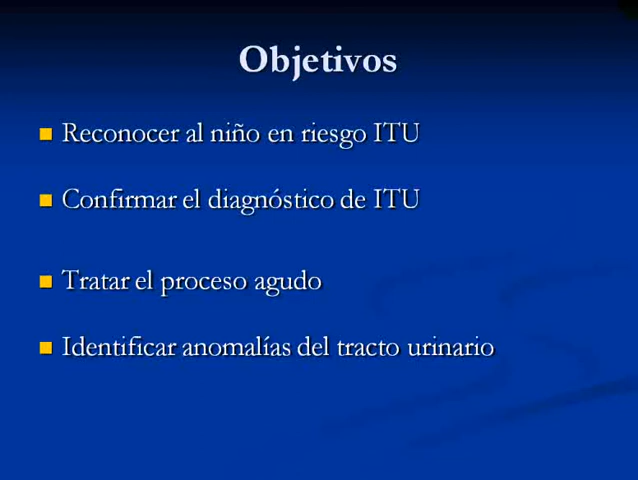 Objetivos
Reconocer al niño en riesgo ITU
Confirmar el diagnóstico de ITU
Tratar el proceso agudo
Identificar anomalías del tracto urinario